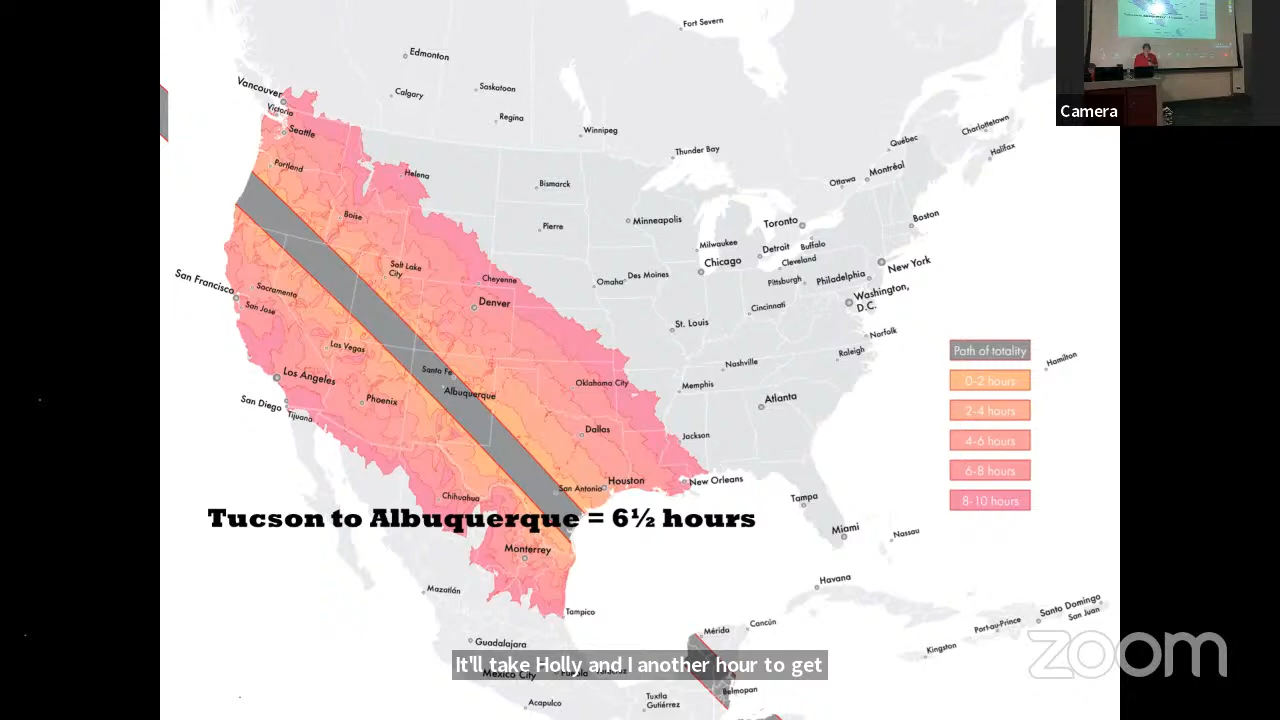 Fort Severn
Edmonton
Vancouver
Calgary
Saskatoon
Victoria
Camera
Seattle
Regina
Winnipeg
Charlottetown
Québec
Halifax
Thunder Bay
Montréal
Portland
Helena
Ottawa
Bismarck
Boise
Minneapolis
Toronto
Boston
Pierre
Milwaukee
Detroit
Buffalo
Salt Lake
City
Chicago
Cleveland
New York
San Francisco
Cheyenne
Omaha
Des Moines
Pittsburgh
Philadelphia
Sacramento
Denver
Washington,
D.C.
San Jose
Cincinnati
St. Louis
Norfolk
Las Vegas
Raleigh
Path of totality
Hamilton
Santa Fe
Nashville
Los Angeles
Oklahoma City
Memphis
0-2 hours
Albuquerque
San Diego
Phoenix
Atlanta
2-4 hours
Tijuana
Dallas
Jackson
4-6 hours
San Antonio
Houston
New Orleans
6-8 hours
Chihuahua
Tampa
8-10 hours
Tucson to Albuquerque = 6½ hours
Miami
Nassau
Monterrey
Mazatlán
Havana
Tampico
Santo Domingo
San Juan
Mérida
Cancún
Port-au-Prince
Guadalajara
Kingston
zoom
It'll take Holly and I another hour to get
Mexico City
Belmopan
Acapulco
Tuxtla
Gutiérrez